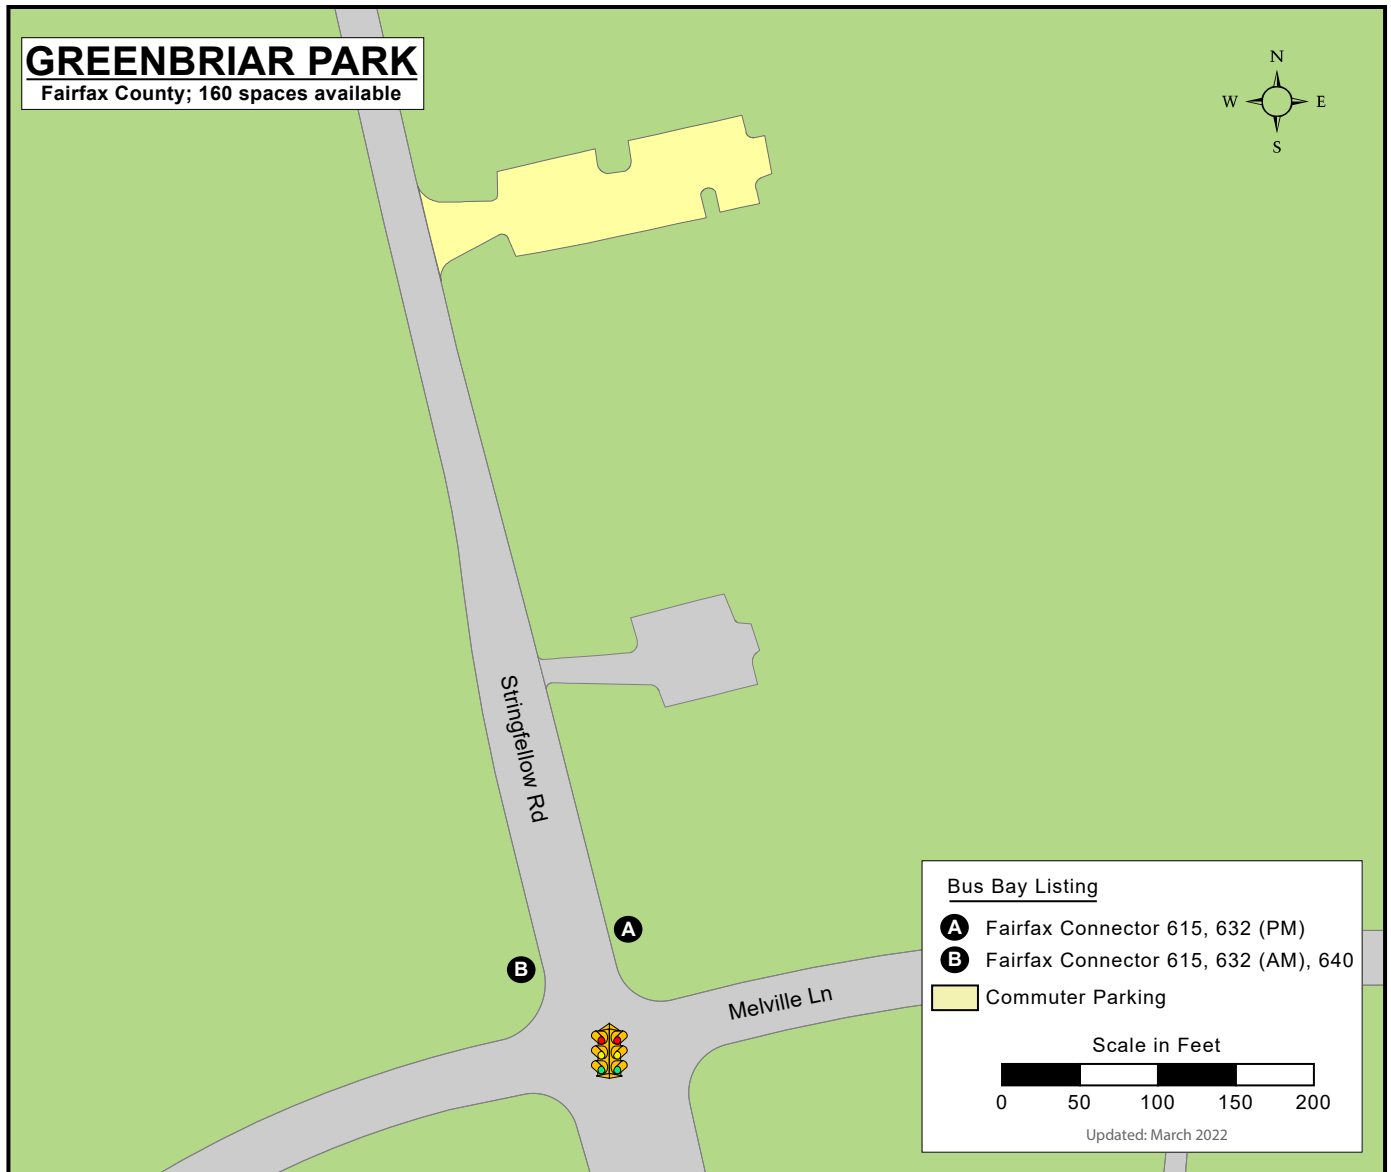 GREENBRIAR PARK
Fairfax County; 160 spaces available
N
W E
S
Stringfellow Rd
A
B
Melville Ln
Bus Bay Listing
A Fairfax Connector 615, 632 (PM)
B Fairfax Connector 615, 632 (AM), 640
Commuter Parking
Scale in Feet
0 50 100 150 200
Updated: March 2022